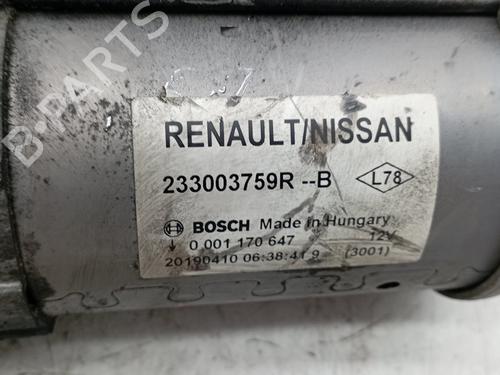 B-PARTS
RENAULT/NISSAN
233003759R --B L78
BOSCH Made in Hungary
0 001 170 647 12V
20190410 06:38:41 9 (3001)